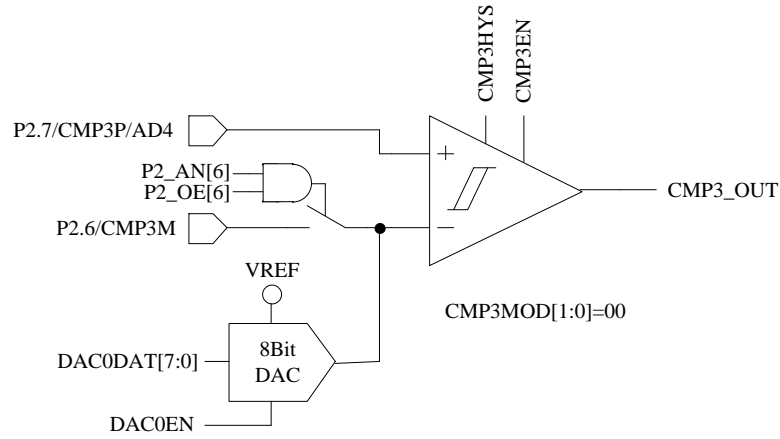 CMP3HYS
CMP3EN
P2.7/CMP3P/AD4
+
P2_AN[6]
P2_OE[6]
CMP3_OUT
P2.6/CMP3M
−
VREF
CMP3MOD[1:0]=00
8Bit
DAC0DAT[7:0]
DAC
DAC0EN